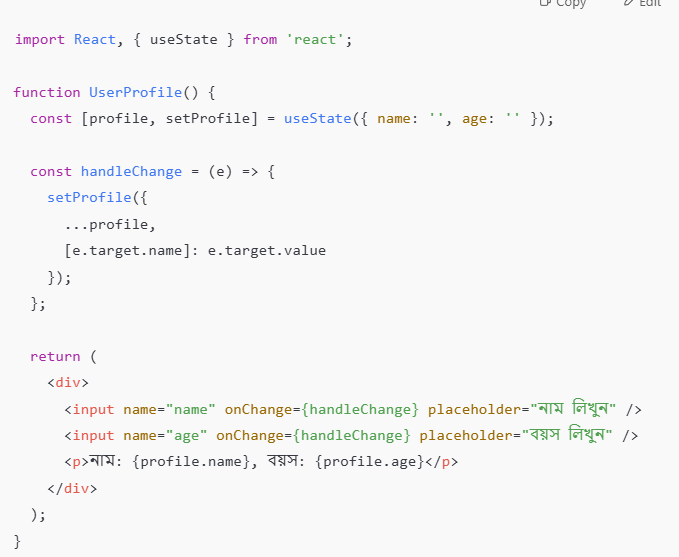 Copy Edit
import React, { useState } from 'react';
function UserProfile() {
const [profile, setProfile] = useState({ name: '', age: '' });
const handleChange = (e) => {
setProfile({
...profile,
[e.target.name]: e.target.value
});
};
return (
<div>
<input name="name" onChange={handleChange} placeholder="নাম লিখুন" />
<input name="age" onChange={handleChange} placeholder="বয়স লিখুন" />
<p>নাম: {profile.name}, বয়স: {profile.age}</p>
</div>
);
}